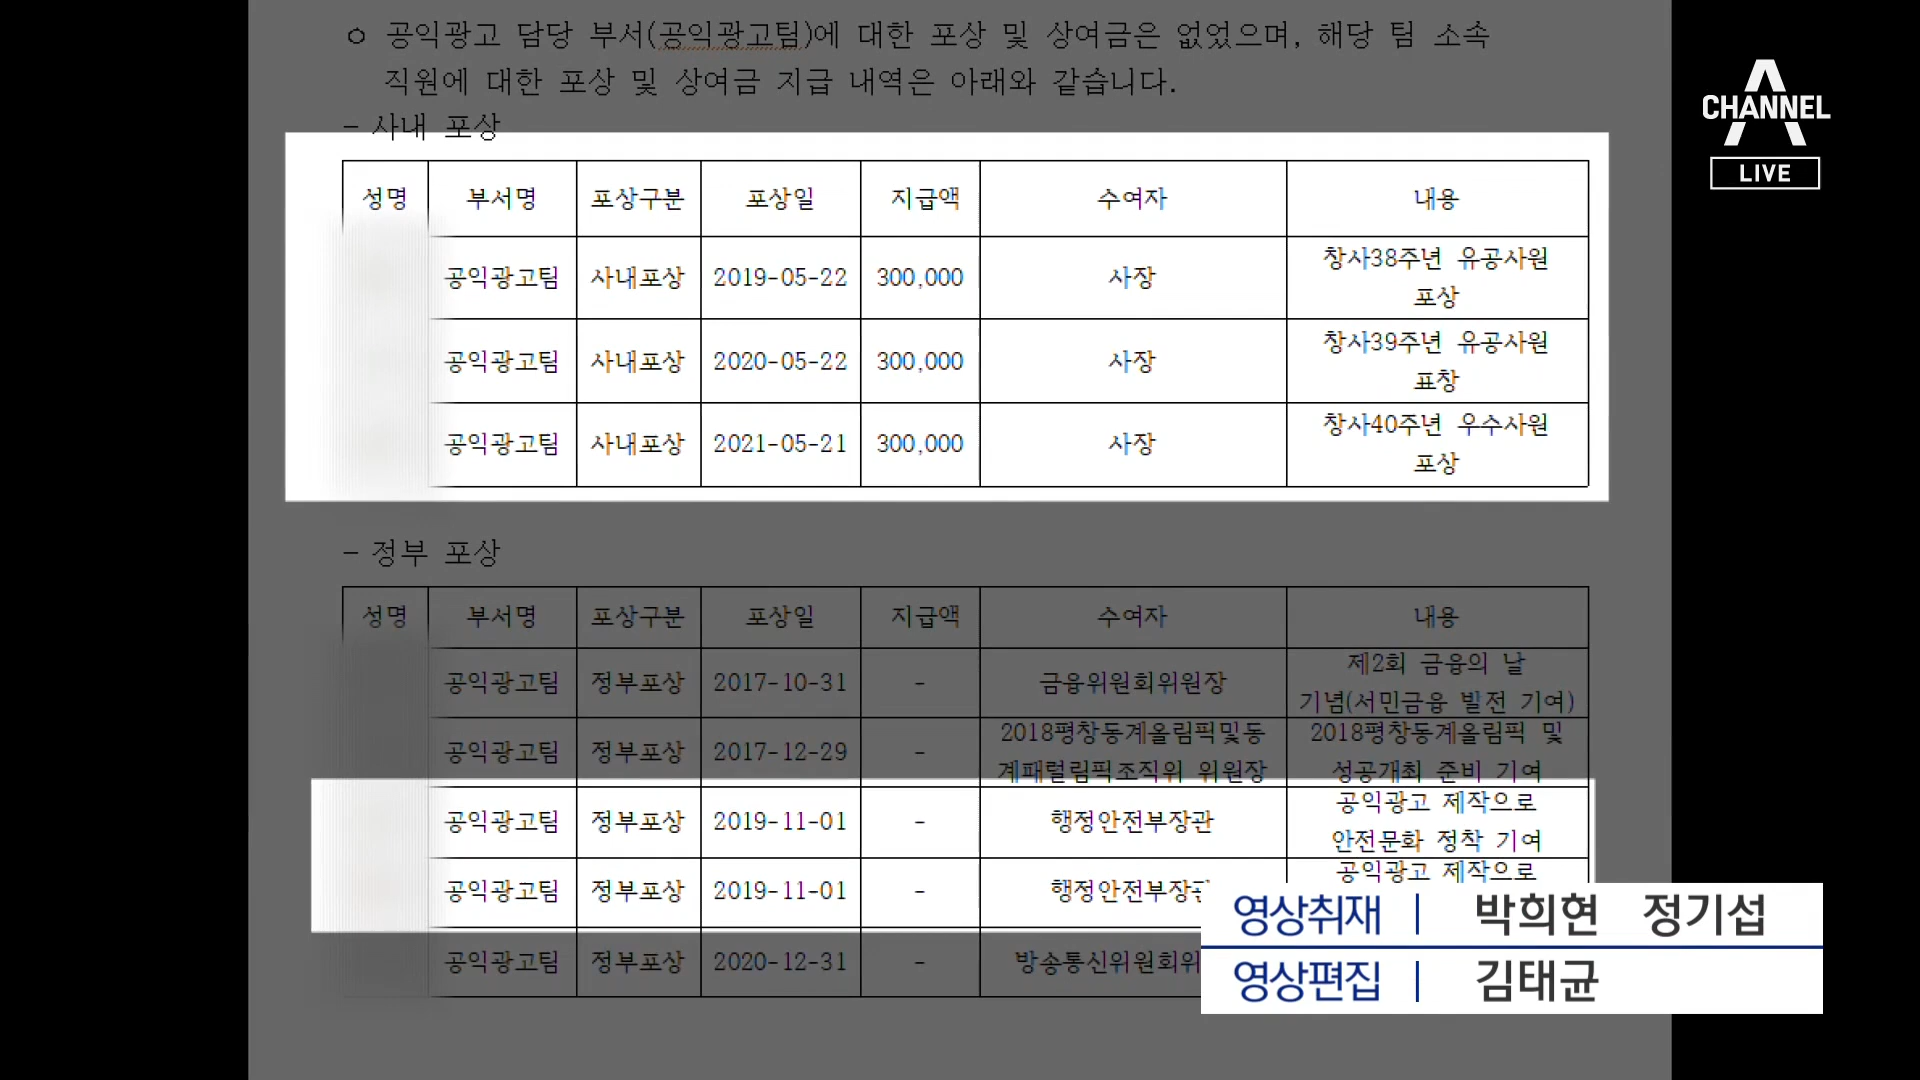 ○ 공익광고 담당 부서(공익광고팀)에 대한 포상 및 상여금은 없었으며, 해당 팀 소속
직원에 대한 포상 및 상여금 지급 내역은 아래와 같습니다.
CHANNEL A
LIVE
- 사내 포상
성명 부서명 포상구분 포상일 지급액 수여자 내용
공익광고팀 사내포상 2019-05-22 300,000 사장 창사38주년 유공사원
포상
공익광고팀 사내포상 2020-05-22 300,000 사장 창사39주년 유공사원
표창
공익광고팀 사내포상 2021-05-21 300,000 사장 창사40주년 우수사원
포상
- 정부 포상
성명 부서명 포상구분 포상일 지급액 수여자 내용
공익광고팀 정부포상 2017-10-31 - 금융위원회위원장 제2회 금융의 날
기념(서민금융 발전 기여)
공익광고팀 정부포상 2017-12-29 - 2018평창동계올림픽및동 2018평창동계올림픽 및
계패럴림픽조직위 위원장 성공개최 준비 기여
공익광고팀 정부포상 2019-11-01 - 행정안전부장관 공익광고 제작으로
안전문화 정착 기여
공익광고팀 정부포상 2019-11-01 - 행정안전부장 공익광고 제작으로
공익광고팀 정부포상 2020-12-31 - 방송통신위원회위
영상취재 | 박희현 정기섭
영상편집 | 김태균